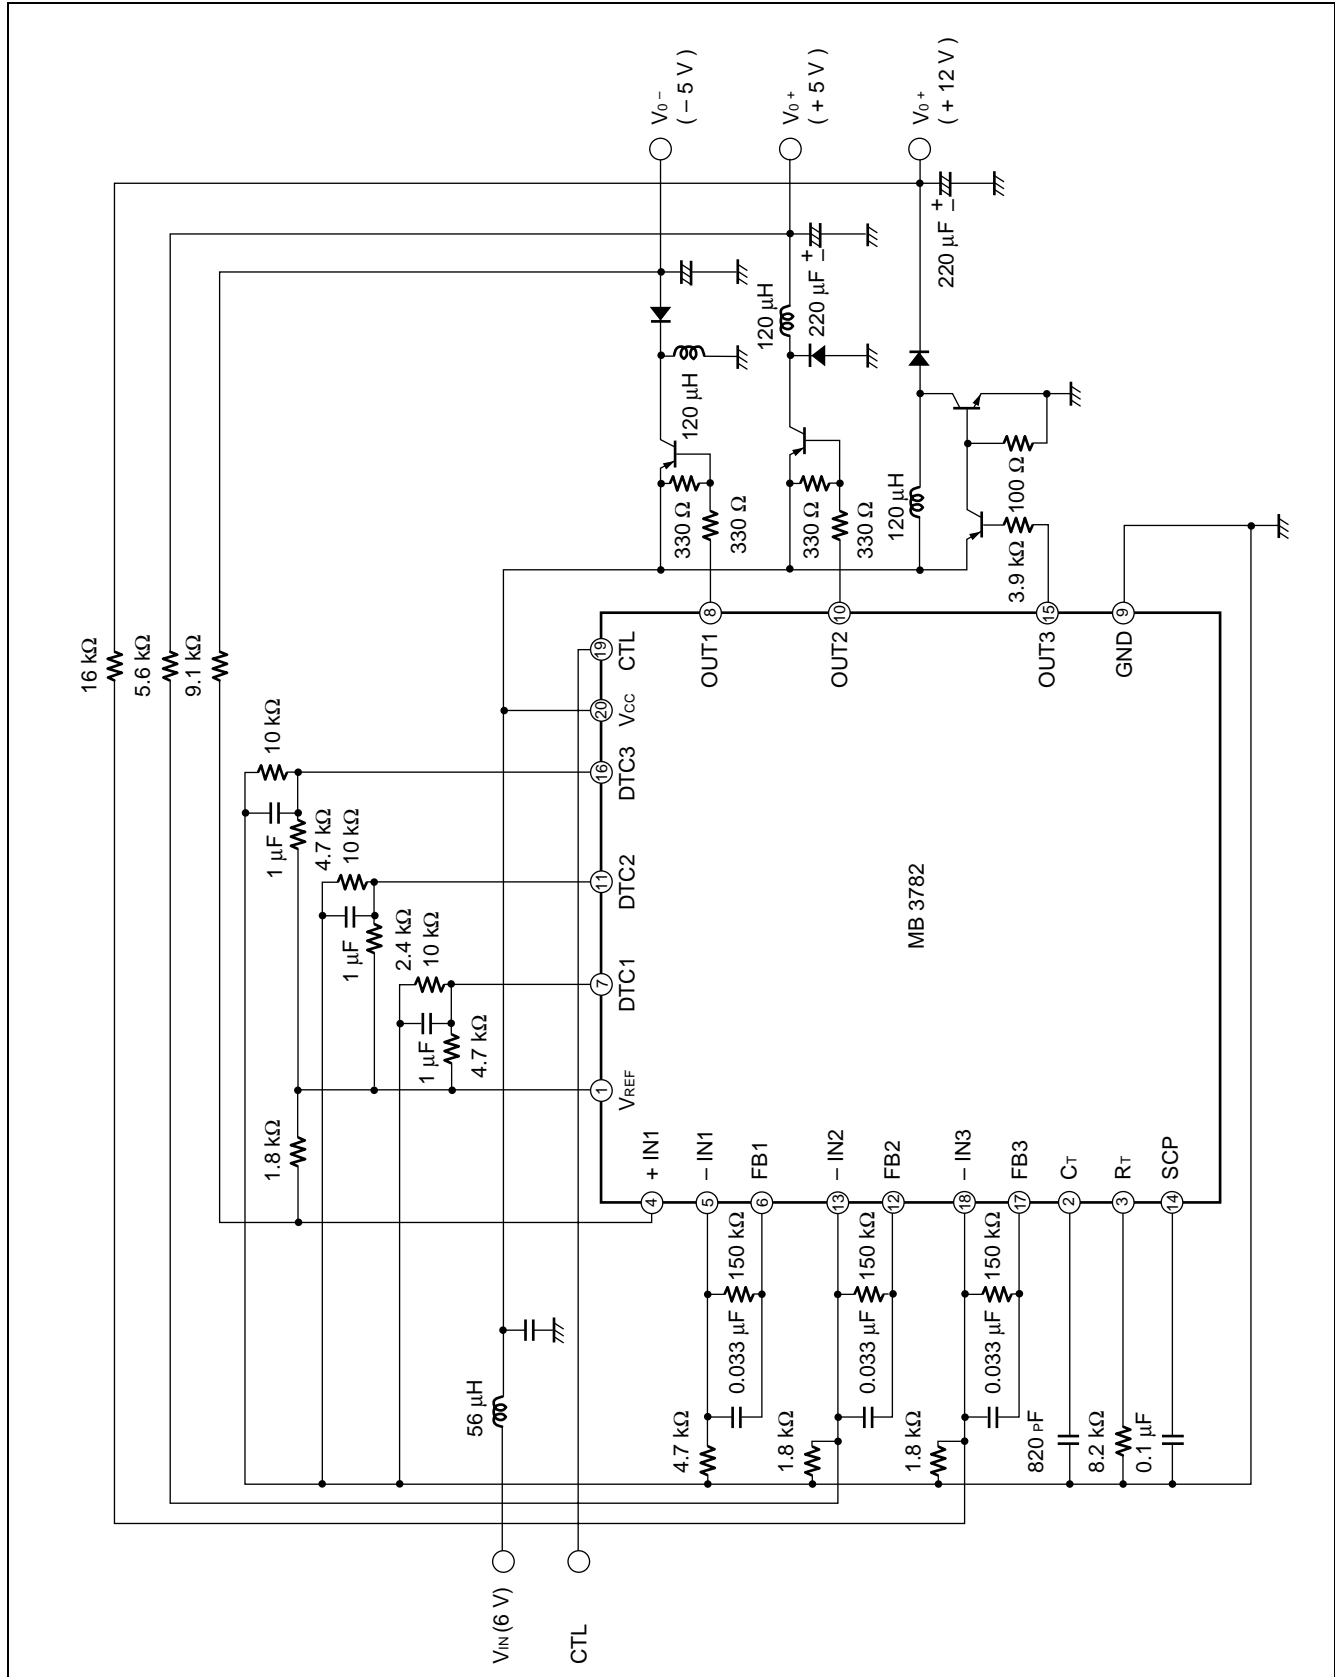 V0 −
( − 5 V )
V0 +
( + 5 V )
V0 +
( + 12 V )
220 µF
+
−
220 µF
+
−
120 µH
120 µH
120 µH
330 Ω
330 Ω
330 Ω
330 Ω
100 Ω
3.9 kΩ
16 kΩ
5.6 kΩ
9.1 kΩ
10 kΩ
1 µF
4.7 kΩ
10 kΩ
1 µF
2.4 kΩ
10 kΩ
1 µF
4.7 kΩ
1.8 kΩ
19
CTL
20
VCC
16
DTC3
11
DTC2
7
DTC1
1
VREF
8
OUT1
10
OUT2
15
OUT3
9
GND
MB 3782
4
+ IN1
5
− IN1
6
FB1
13
− IN2
12
FB2
18
− IN3
17
FB3
2
CT
3
RT
14
SCP
150 kΩ
0.033 µF
150 kΩ
0.033 µF
150 kΩ
0.033 µF
4.7 kΩ
1.8 kΩ
1.8 kΩ
820 PF
8.2 kΩ
0.1 µF
56 µH
VIN (6 V)
CTL